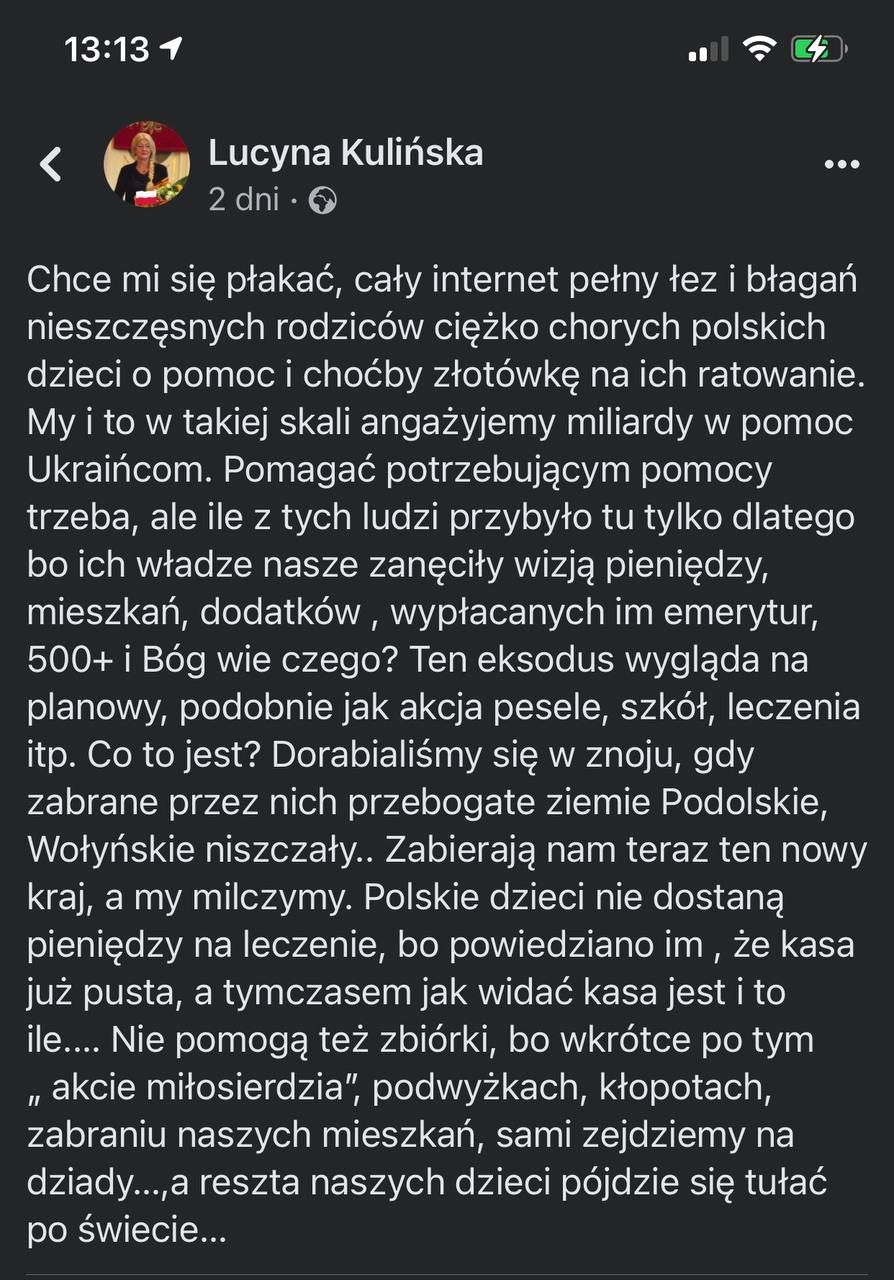 13:13
Lucyna Kulińska
2 dni ·
Chce mi się płakać, cały internet pełny łez i błagań
nieszczęsnych rodziców ciężko chorych polskich
dzieci o pomoc i choćby złotówkę na ich ratowanie.
My i to w takiej skali angażyjemy miliardy w pomoc
Ukraińcom. Pomagać potrzebującym pomocy
trzeba, ale ile z tych ludzi przybyło tu tylko dlatego
bo ich władze nasze zanęciły wizją pieniędzy,
mieszkań, dodatków , wypłacanych im emerytur,
500+ i Bóg wie czego? Ten eksodus wygląda na
planowy, podobnie jak akcja pesele, szkół, leczenia
itp. Co to jest? Dorabialiśmy się w znoju, gdy
zabrane przez nich przebogate ziemie Podolskie,
Wołyńskie niszczały.. Zabierają nam teraz ten nowy
kraj, a my milczymy. Polskie dzieci nie dostaną
pieniędzy na leczenie, bo powiedziano im , że kasa
już pusta, a tymczasem jak widać kasa jest i to
ile.... Nie pomogą też zbiórki, bo wkrótce po tym
„ akcie miłosierdzia”, podwyżkach, kłopotach,
zabraniu naszych mieszkań, sami zejdziemy na
dziady...,a reszta naszych dzieci pójdzie się tułać
po świecie...